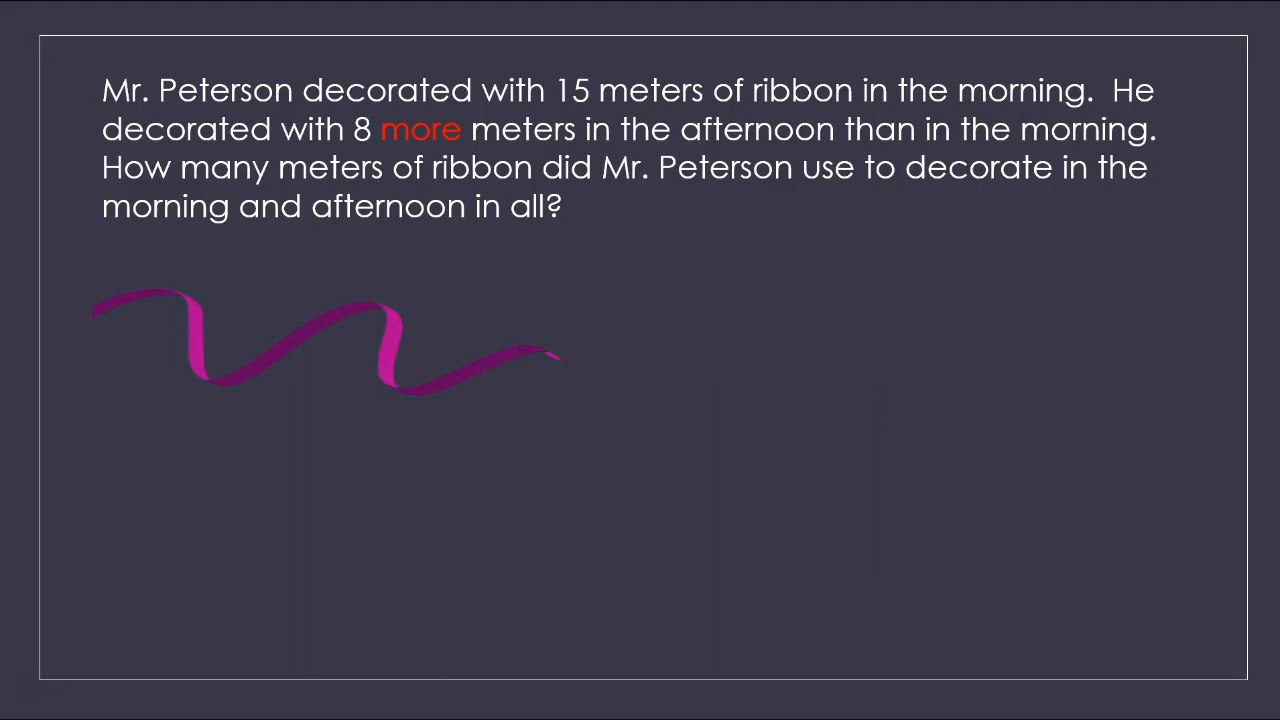 Mr. Peterson decorated with 15 meters of ribbon in the morning.  He
decorated with 8 more meters in the afternoon than in the morning.
How many meters of ribbon did Mr. Peterson use to decorate in the
morning and afternoon in all?